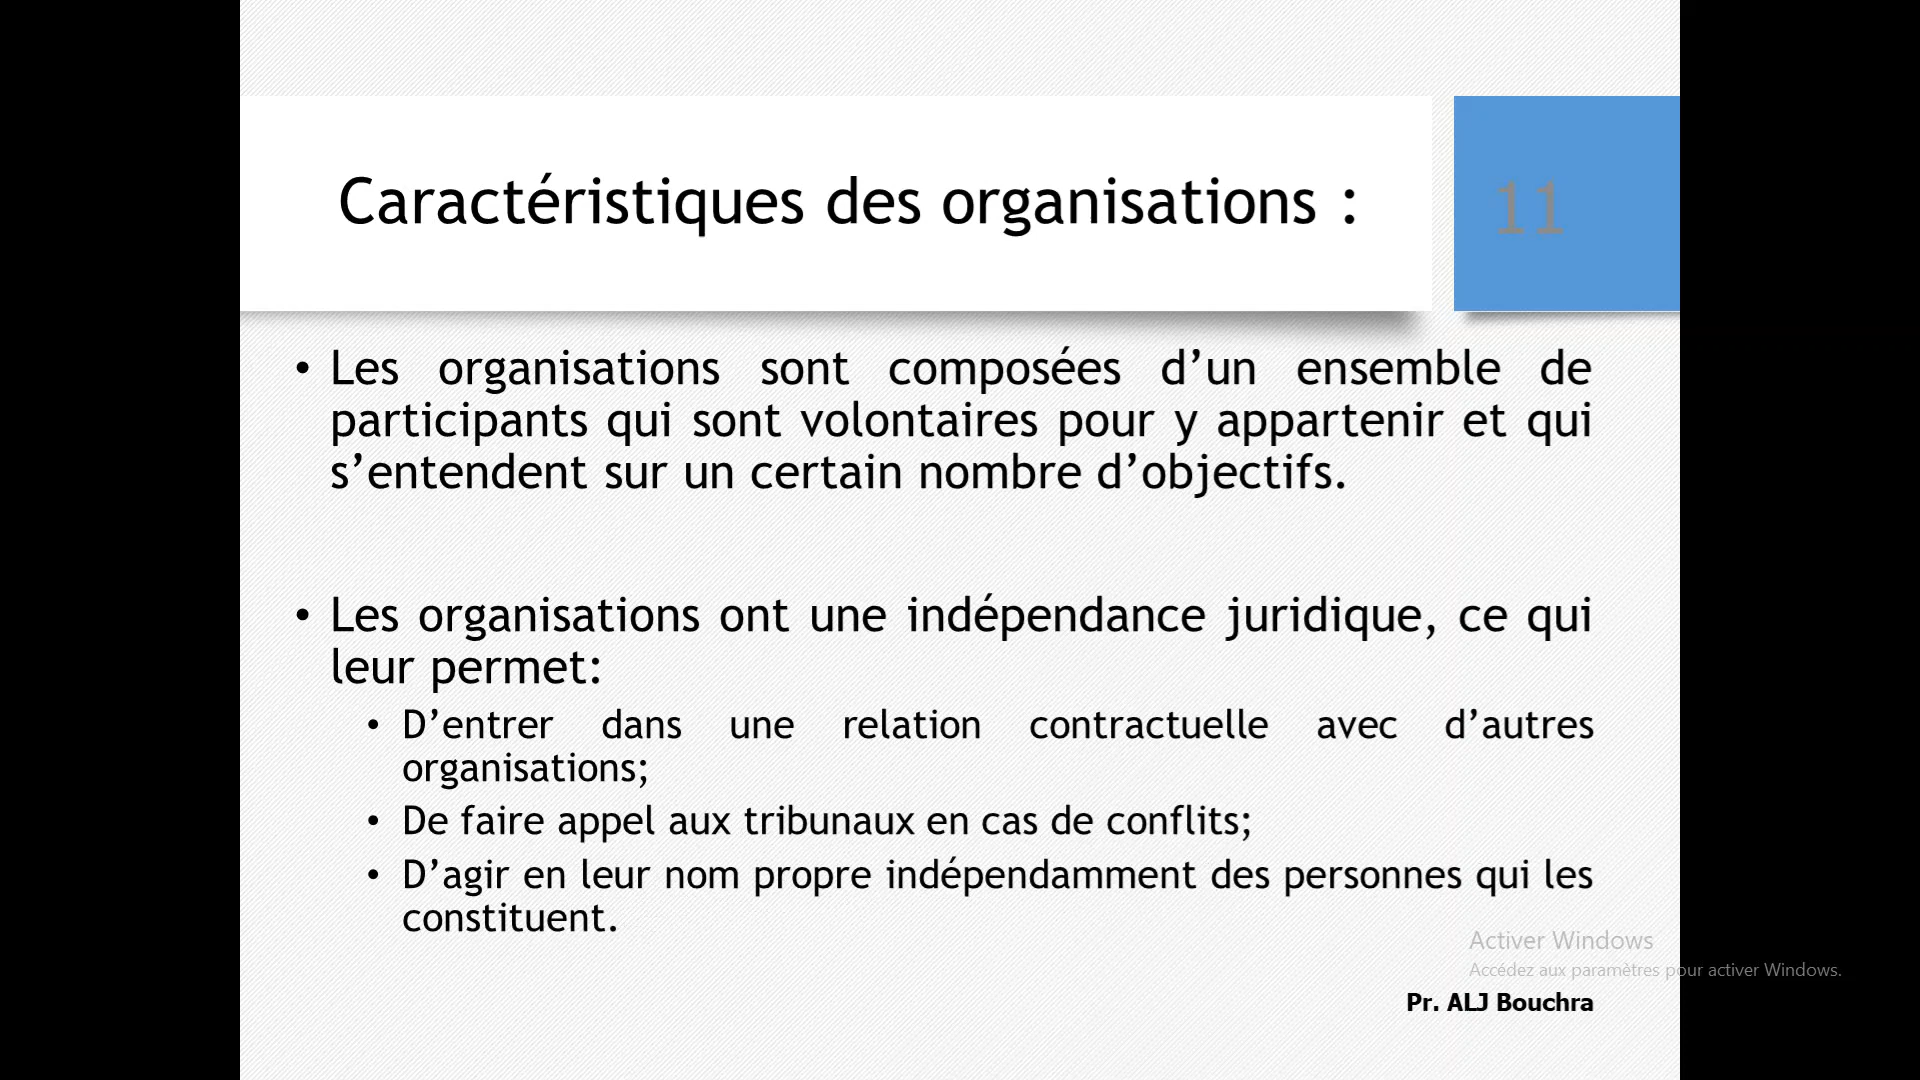 Caractéristiques des organisations :
11
• Les organisations sont composées d’un ensemble de
participants qui sont volontaires pour y appartenir et qui
s’entendent sur un certain nombre d’objectifs.
• Les organisations ont une indépendance juridique, ce qui
leur permet:
• D’entrer dans une relation contractuelle avec d’autres
organisations;
• De faire appel aux tribunaux en cas de conflits;
• D’agir en leur nom propre indépendamment des personnes qui les
constituent.
Activer Windows
Accédez aux paramètres pour activer Windows.
Pr. ALJ Bouchra